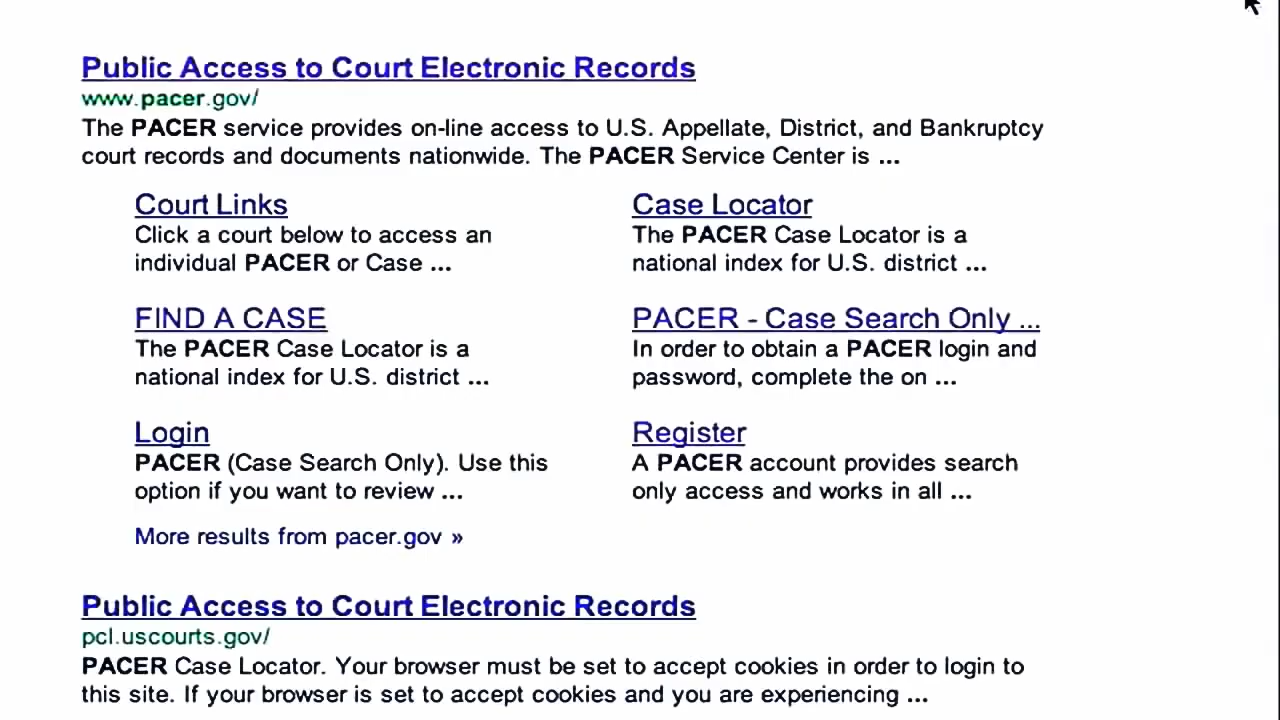 Public Access to Court Electronic Records
www.pacer.gov/
The PACER service provides on-line access to U.S. Appellate, District, and Bankruptcy
court records and documents nationwide. The PACER Service Center is ...
Court Links
Click a court below to access an
individual PACER or Case ...
Case Locator
The PACER Case Locator is a
national index for U.S. district ...
FIND A CASE
The PACER Case Locator is a
national index for U.S. district ...
PACER - Case Search Only ...
In order to obtain a PACER login and
password, complete the on ...
Login
PACER (Case Search Only). Use this
option if you want to review ...
Register
A PACER account provides search
only access and works in all ...
More results from pacer.gov »
Public Access to Court Electronic Records
pcl.uscourts.gov/
PACER Case Locator. Your browser must be set to accept cookies in order to login to
this site. If your browser is set to accept cookies and you are experiencing ...